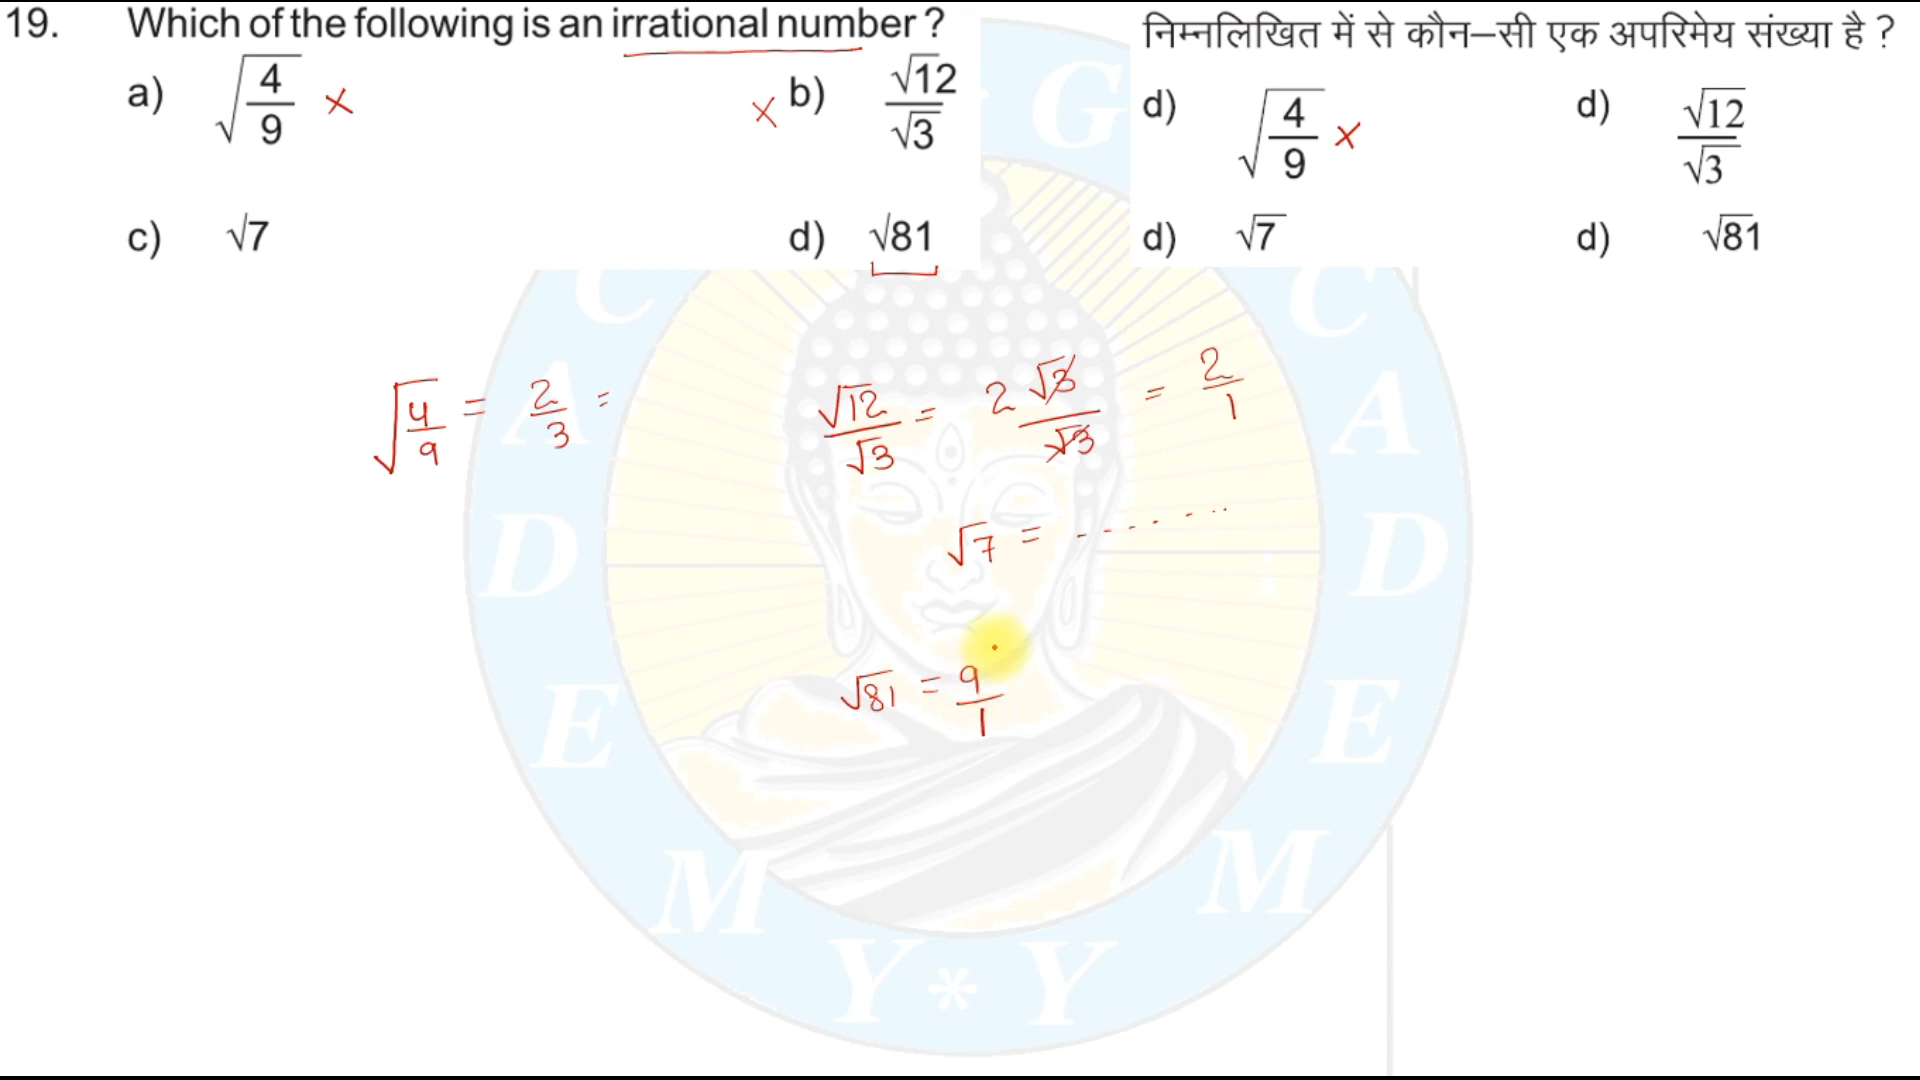 19. Which of the following is an irrational number ?
a) √(4/9) × × b) √12/√3
c) √7 d) √81
निम्नलिखित में से कौन–सी एक अपरिमेय संख्या है ?
d) √(4/9) × d) √12/√3
d) √7 d) √81
√(4/9) = 2/3 =
√12/√3 = 2√3/√3 = 2/1
√7 = - - - - - - -
√81 = 9/1
G
C C
A A
D D
E E
M M
Y * Y